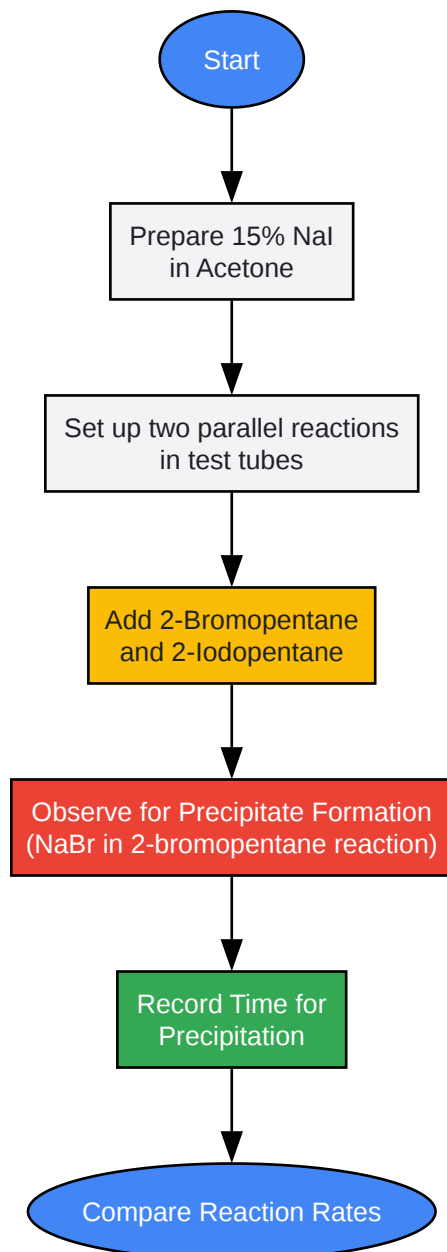 Start
Prepare 15% NaI
in Acetone
Set up two parallel reactions
in test tubes
Add 2-Bromopentane
and 2-Iodopentane
Observe for Precipitate Formation
(NaBr in 2-bromopentane reaction)
Record Time for
Precipitation
Compare Reaction Rates